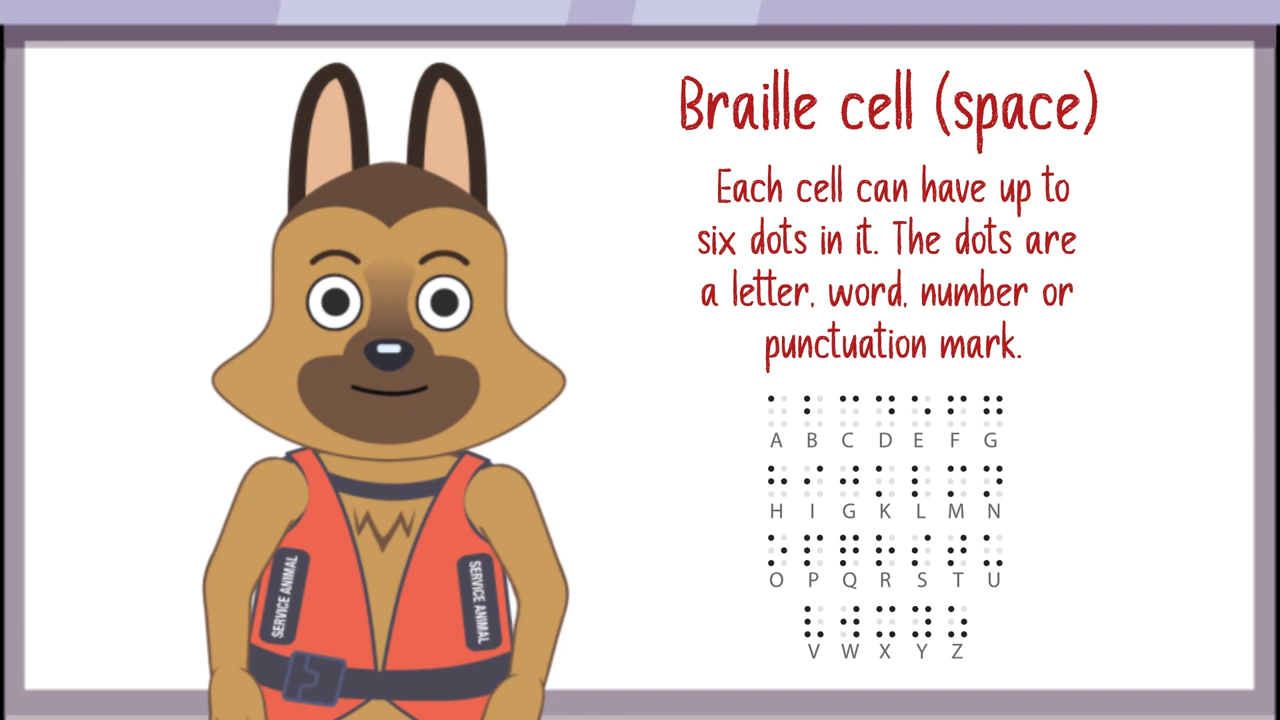 Braille cell (space)
Each cell can have up to
six dots in it. The dots are
a letter, word, number or
punctuation mark.
A B C D E F G
H I G K L M N
O P Q R S T U
V W X Y Z
SERVICE ANIMAL
SERVICE ANIMAL